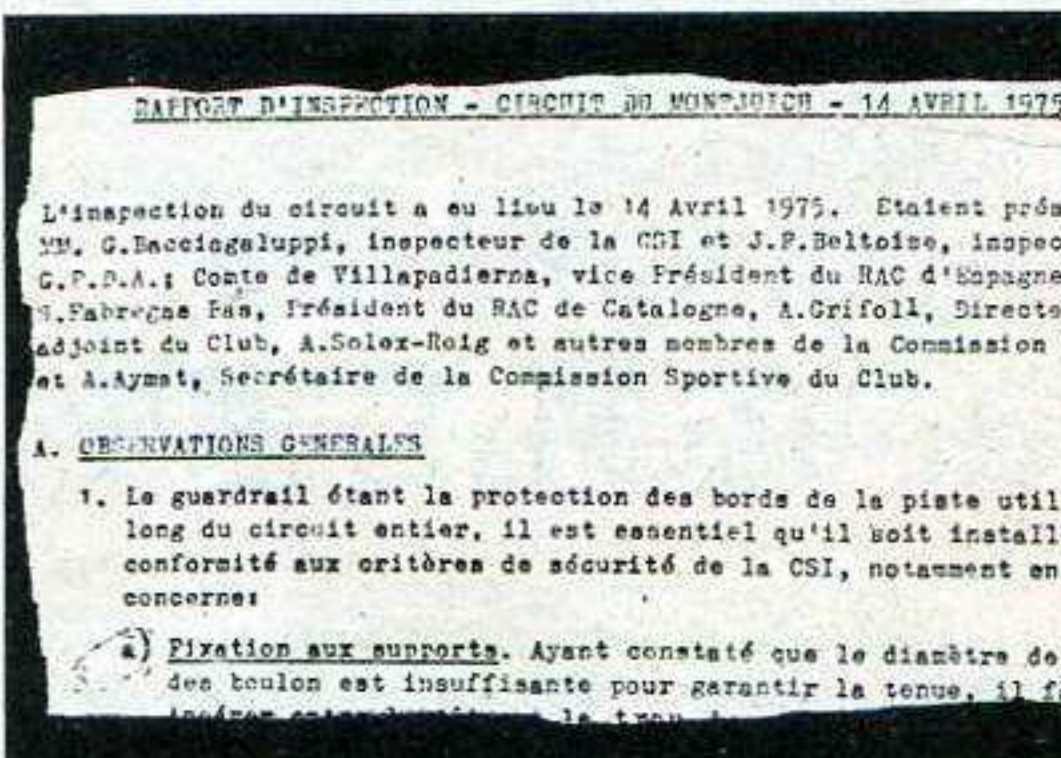 RAPPORT D'INSPECTION - CIRCUIT DU MONTJUICH - 14 AVRIL 1975
L'inspection du circuit a eu lieu le 14 Avril 1975. Etaient prés
MM. G.Bacciagaluppi, inspecteur de la CSI et J.P.Beltoise, inspec
G.P.D.A.; Comte de Villapadierna, vice Président du RAC d'Espagne
S.Fabregas Bas, Président du RAC de Catalogne, A.Grifoll, Directe
adjoint du Club, A.Soler-Roig et autres membres de la Commission
et A.Aymat, Secrétaire de la Commission Sportive du Club.
A. OBSERVATIONS GENERALES
1. Le guardrail étant la protection des bords de la piste util
long du circuit entier, il est essentiel qu'il soit install
conformité aux critères de sécurité de la CSI, notamment en
concerne:
a) Fixation aux supports. Ayant constaté que le diamètre de
des boulon est insuffisante pour garantir la tenue, il f
insérer entre le trou